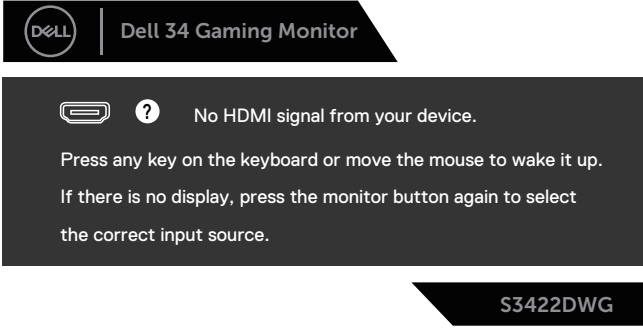 DELL
Dell 34 Gaming Monitor
? No HDMI signal from your device.
Press any key on the keyboard or move the mouse to wake it up.
If there is no display, press the monitor button again to select
the correct input source.
S3422DWG